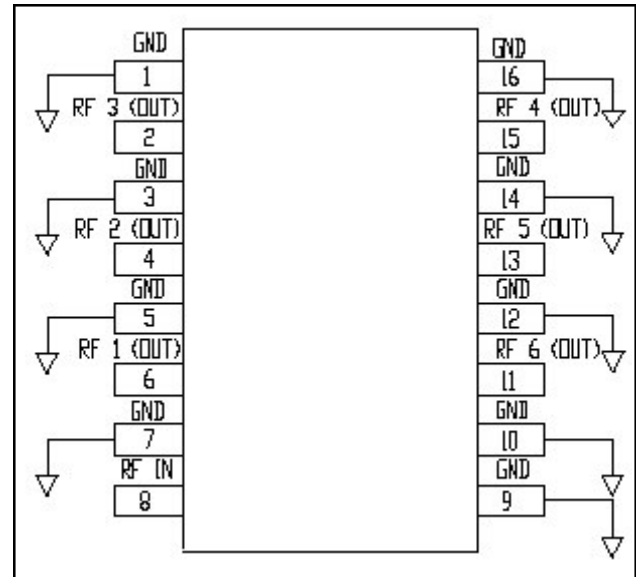 GND
1
RF 3 (OUT)
2
GND
3
RF 2 (OUT)
4
GND
5
RF 1 (OUT)
6
GND
7
RF IN
8
GND
16
RF 4 (OUT)
15
GND
14
RF 5 (OUT)
13
GND
12
RF 6 (OUT)
11
GND
10
GND
9